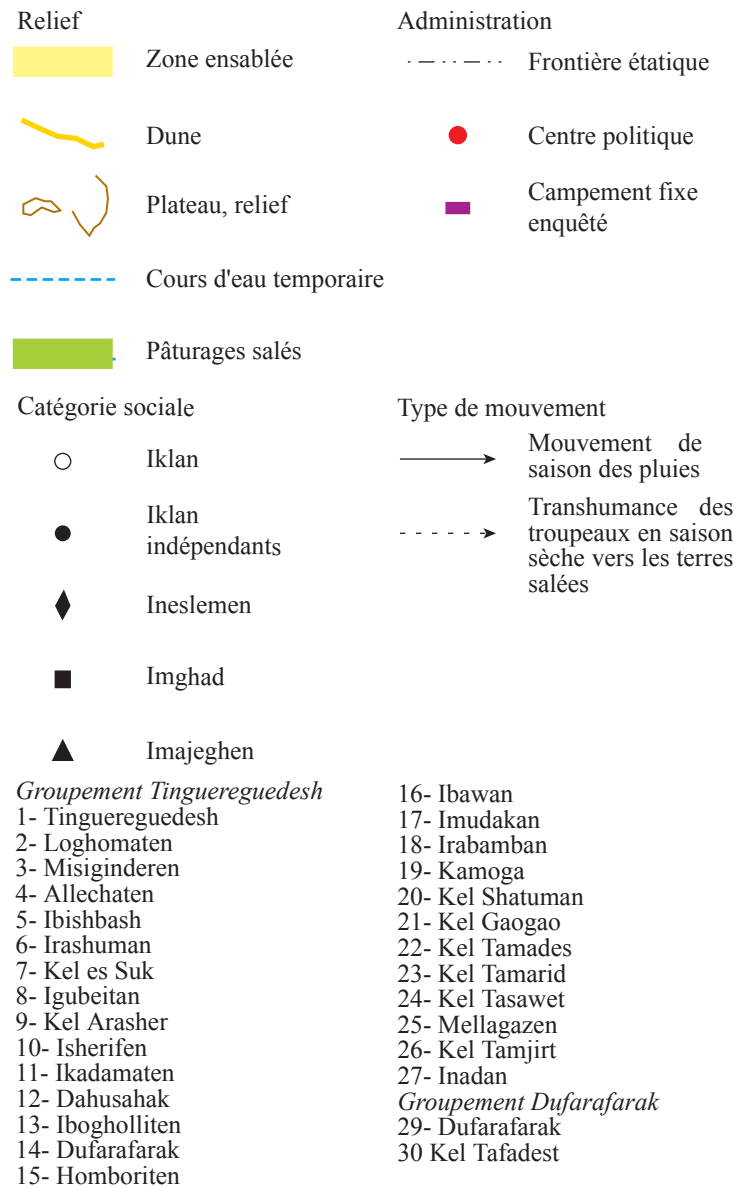 Relief
Zone ensablée
Dune
Plateau, relief
Cours d'eau temporaire
Pâturages salés
Administration
Frontière étatique
Centre politique
Campement fixe
enquêté
Catégorie sociale
Iklan
Iklan
indépendants
Ineslemen
Imghad
Imajeghen
Type de mouvement
Mouvement de
saison des pluies
Transhumance des
troupeaux en saison
sèche vers les terres
salées
Groupement Tinguereguedesh
1- Tinguereguedesh
2- Loghomaten
3- Misiginderen
4- Allechaten
5- Ibishbash
6- Irashuman
7- Kel es Suk
8- Igubeitan
9- Kel Arasher
10- Isherifen
11- Ikadamaten
12- Dahusahak
13- Ibogholliten
14- Dufarafarak
15- Homboriten
16- Ibawan
17- Imudakan
18- Irabamban
19- Kamoga
20- Kel Shatuman
21- Kel Gaogao
22- Kel Tamades
23- Kel Tamarid
24- Kel Tasawet
25- Mellagazen
26- Kel Tamjirt
27- Inadan
Groupement Dufarafarak
29- Dufarafarak
30 Kel Tafadest